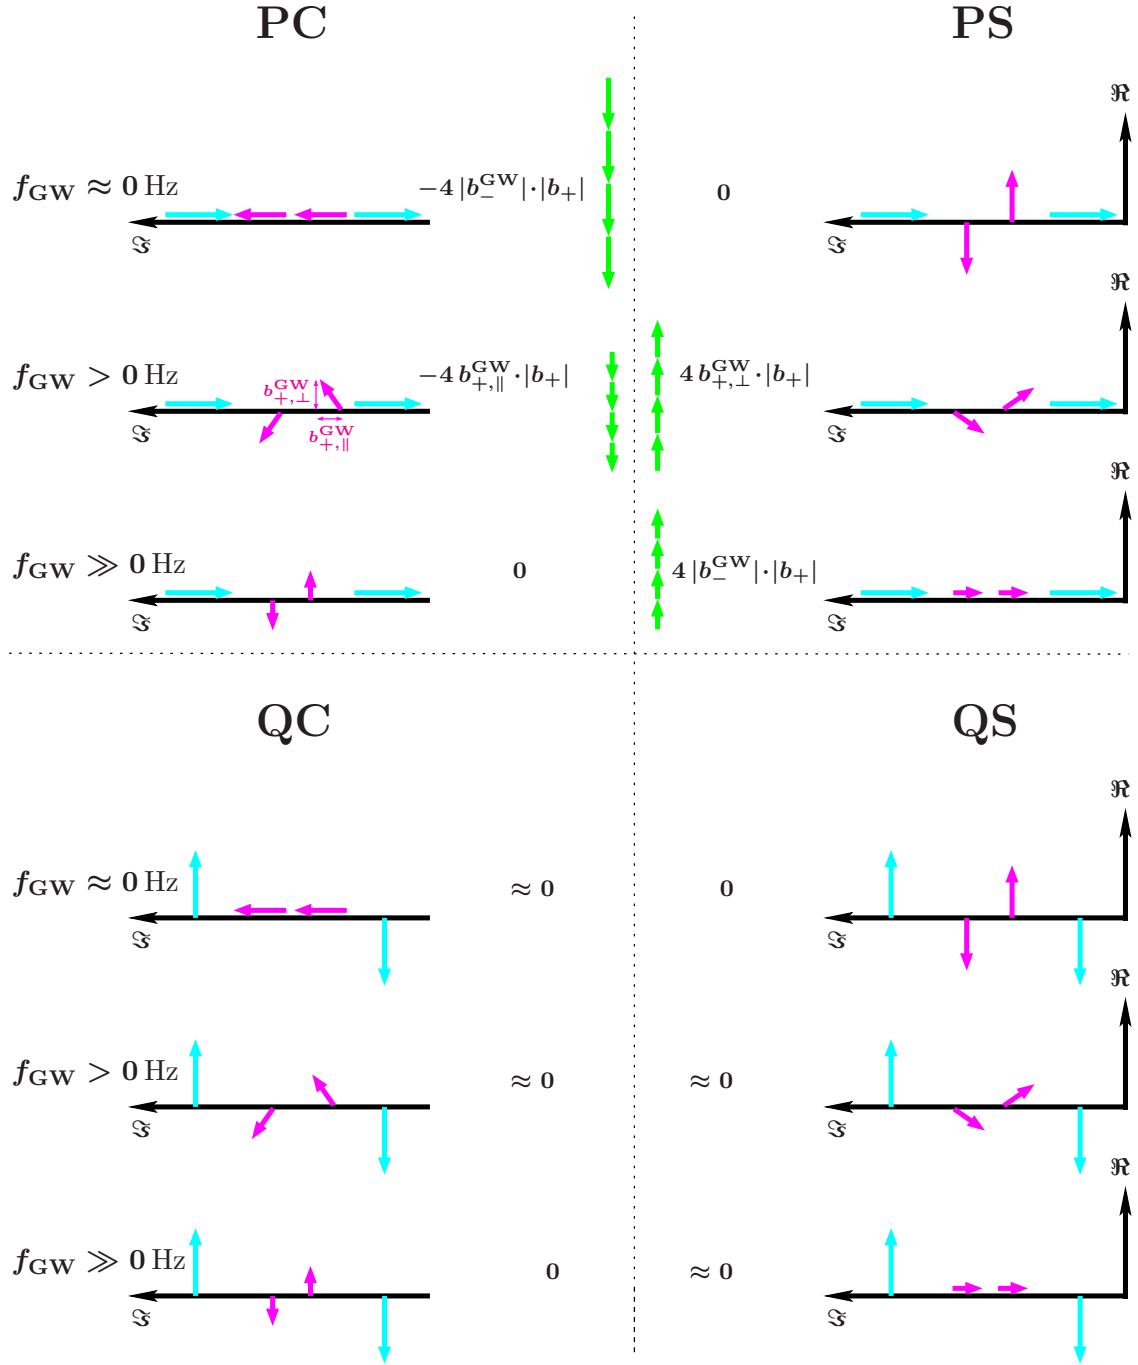 PC
PS
ℜ
f_GW ≈ 0 Hz
−4 |b_−^GW|·|b_+|
0
ℑ
ℑ
ℜ
f_GW > 0 Hz
b_{+,⊥}^GW
b_{+,∥}^GW
−4 b_{+,∥}^GW·|b_+|
4 b_{+,⊥}^GW·|b_+|
ℑ
ℑ
ℜ
f_GW ≫ 0 Hz
0
4 |b_−^GW|·|b_+|
ℑ
ℑ
QC
QS
ℜ
f_GW ≈ 0 Hz
≈ 0
0
ℑ
ℑ
ℜ
f_GW > 0 Hz
≈ 0
≈ 0
ℑ
ℑ
ℜ
f_GW ≫ 0 Hz
0
≈ 0
ℑ
ℑ